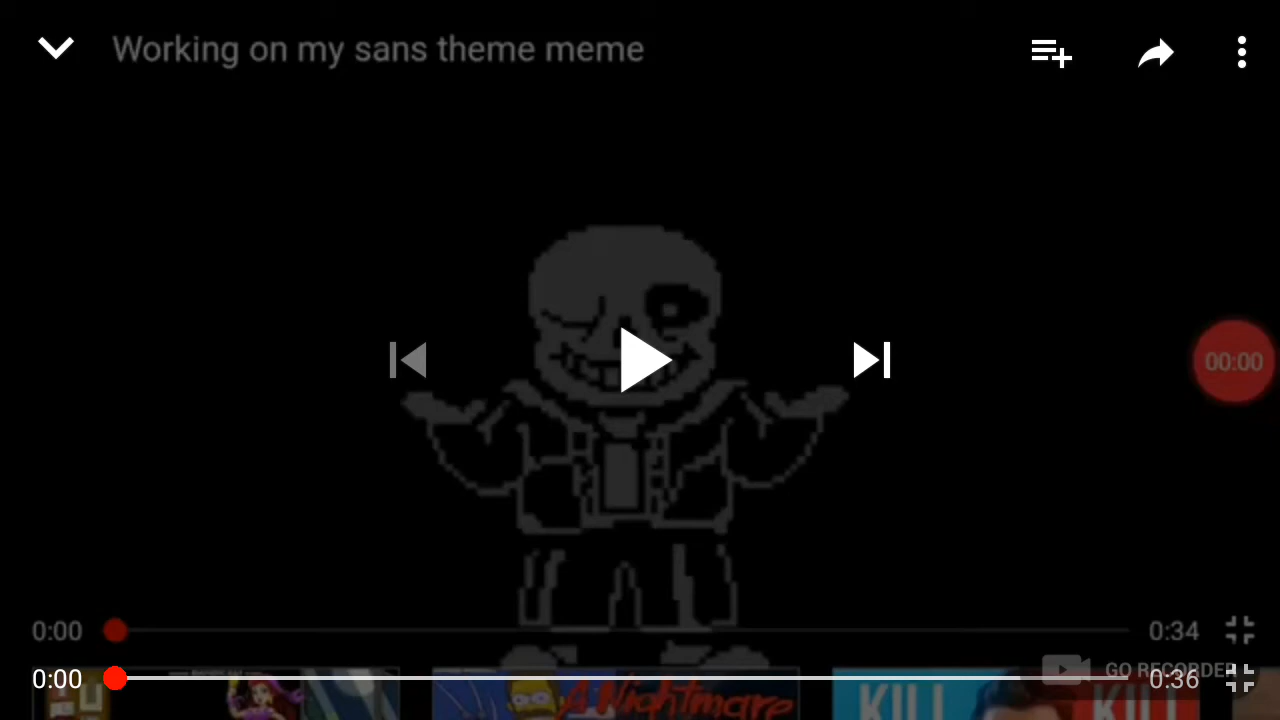 Working on my sans theme meme
00:00
0:00
0:34
GO RECORDER
0:00
0:36
A Nightmare
KILL
KILL